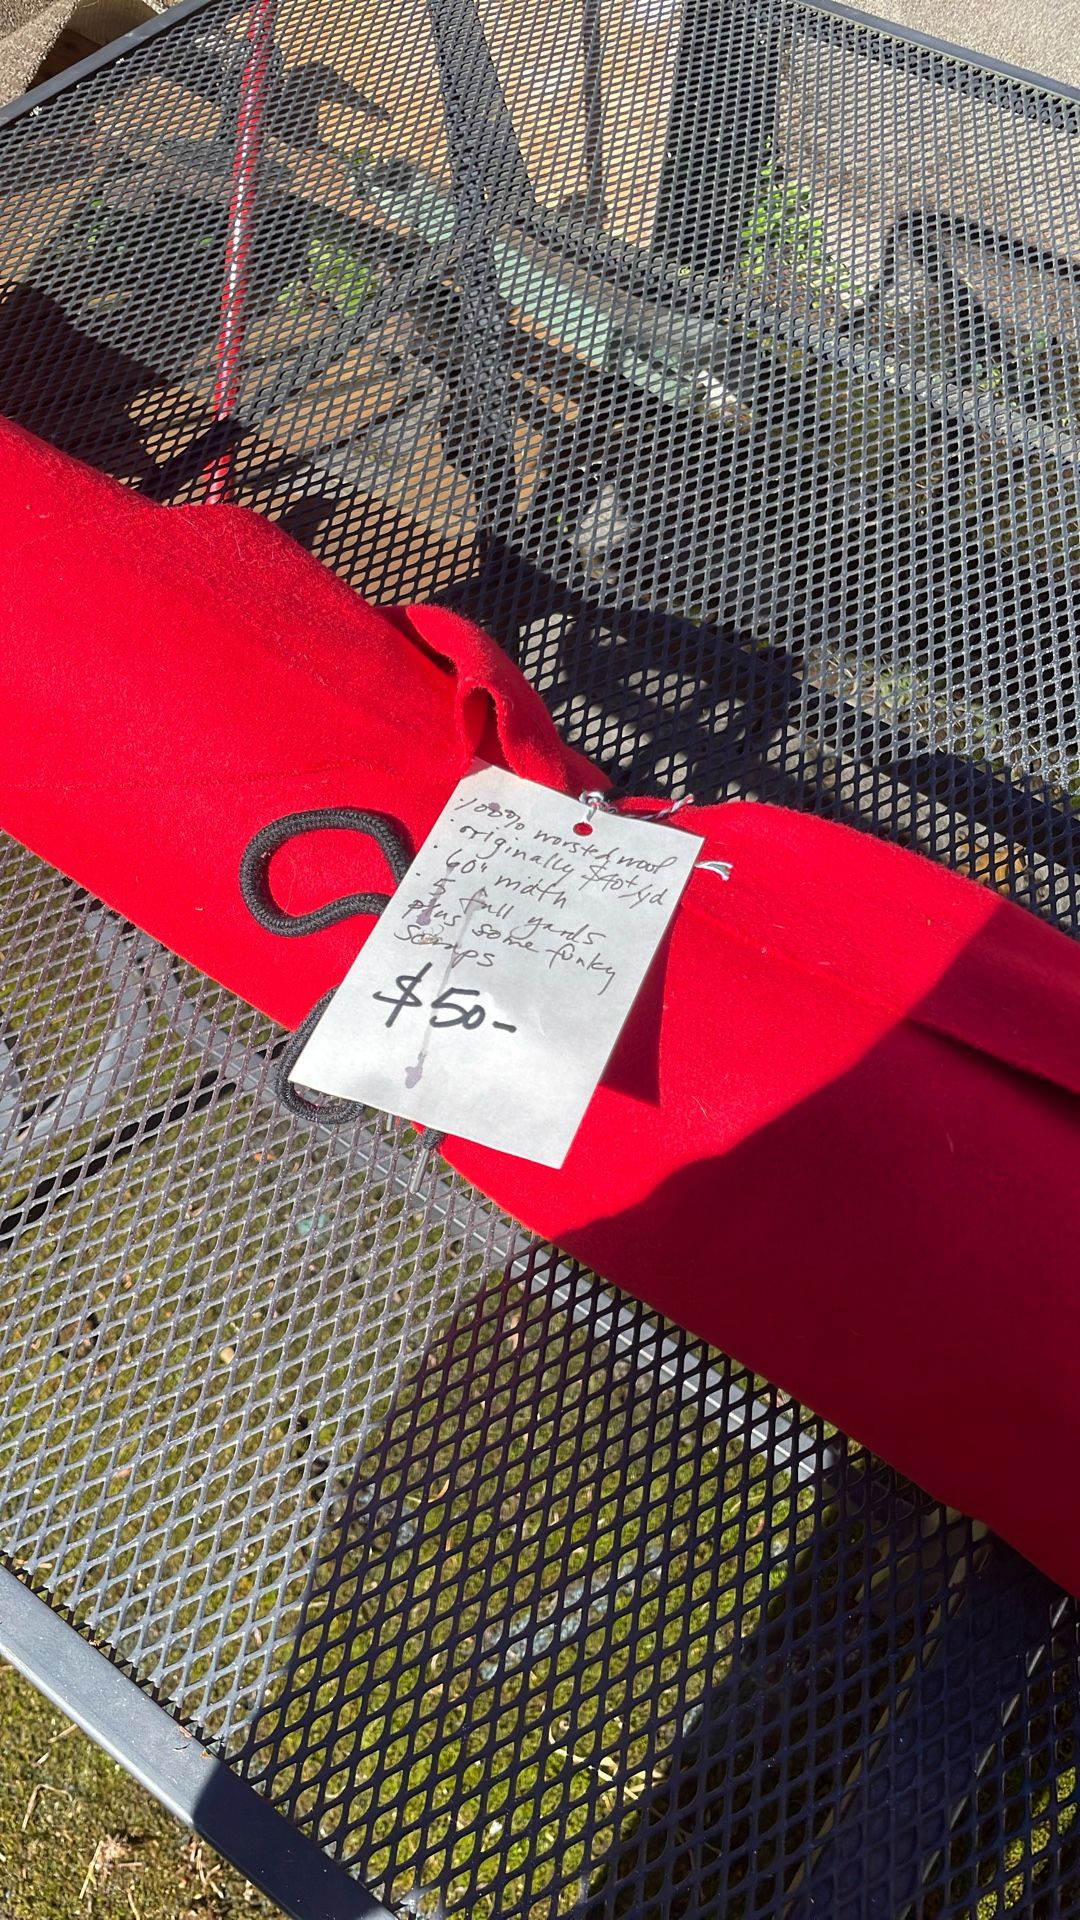 · 100% worsted wool
· originally $40+/yd
· 60" width
· 5 full yards
plus some funky
scraps
$50-